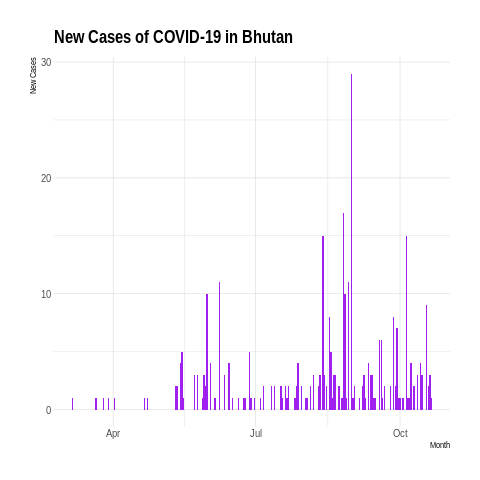 New Cases of COVID-19 in Bhutan
New Cases
30
20
10
0
Apr
Jul
Oct
Month